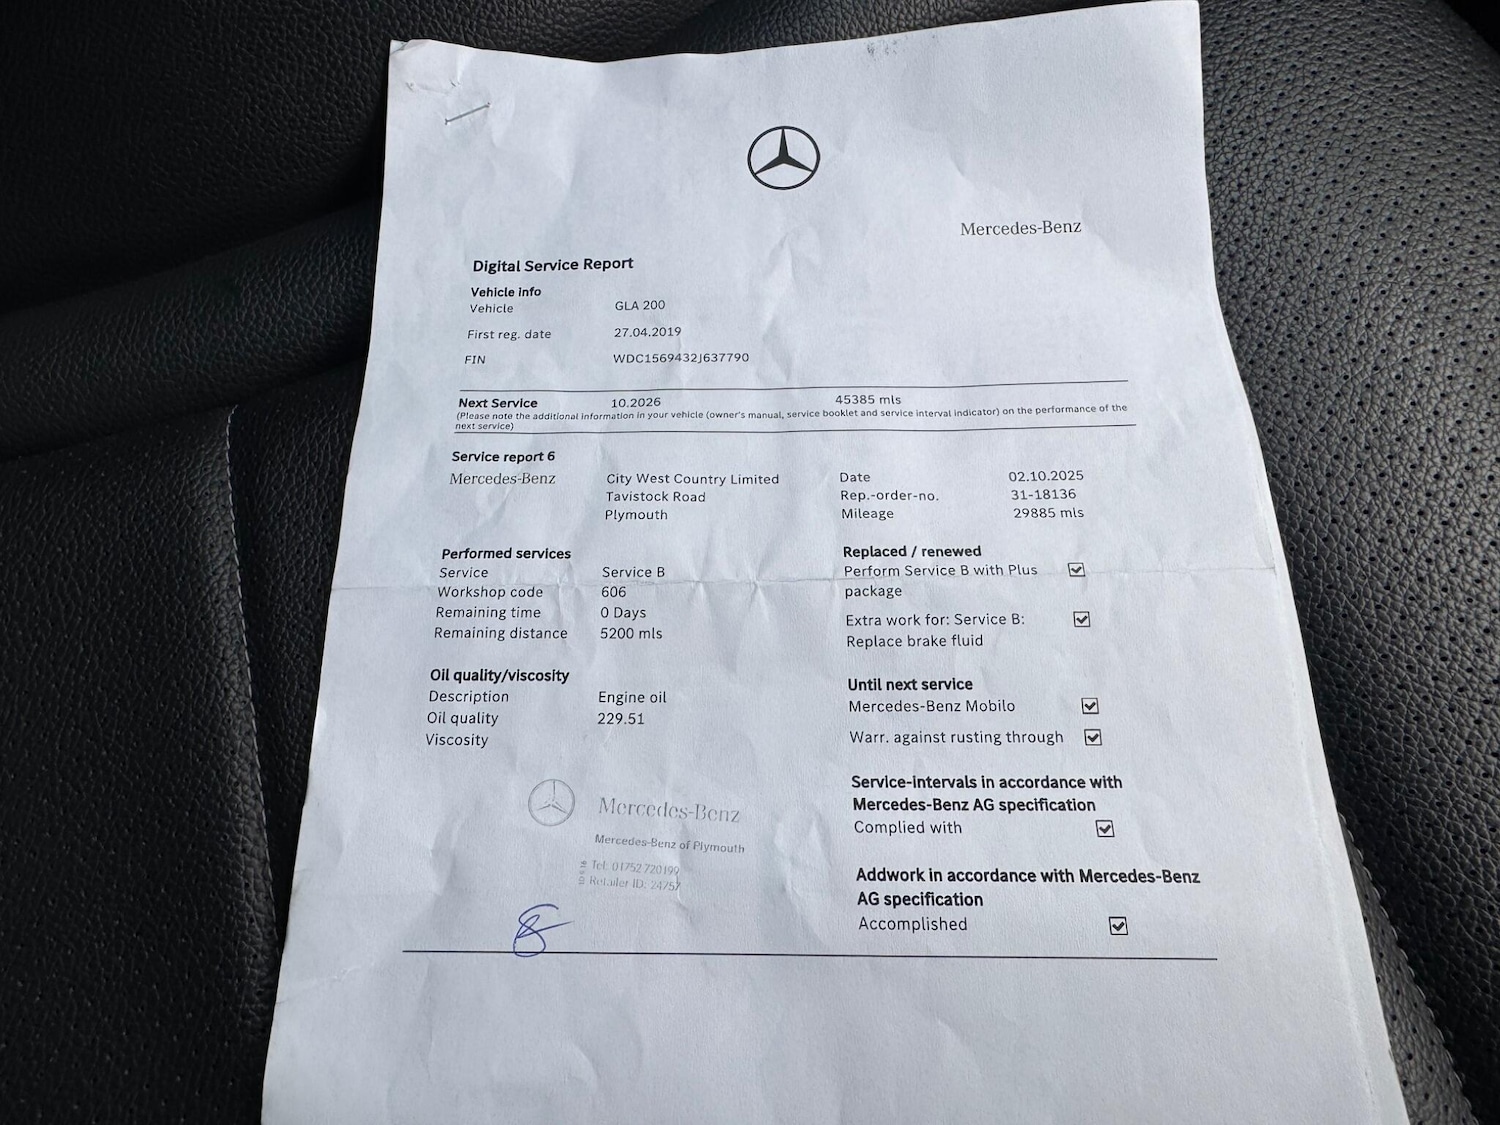 Mercedes-Benz
Digital Service Report
Vehicle info
Vehicle GLA 200
First reg. date 27.04.2019
FIN WDC1569432J637790
Next Service 10.2026 45385 mls
(Please note the additional information in your vehicle (owner's manual, service booklet and service interval indicator) on the performance of the
next service)
Service report 6
Mercedes-Benz City West Country Limited
Tavistock Road
Plymouth
Date 02.10.2025
Rep.-order-no. 31-18136
Mileage 29885 mls
Performed services
Service Service B
Workshop code 606
Remaining time 0 Days
Remaining distance 5200 mls
Oil quality/viscosity
Description Engine oil
Oil quality 229.51
Viscosity
Mercedes-Benz
Mercedes-Benz of Plymouth
Tel: 01752 720199
Retailer ID: 24757
Replaced / renewed
Perform Service B with Plus
package
Extra work for: Service B:
Replace brake fluid
Until next service
Mercedes-Benz Mobilo
Warr. against rusting through
Service-intervals in accordance with
Mercedes-Benz AG specification
Complied with
Addwork in accordance with Mercedes-Benz
AG specification
Accomplished